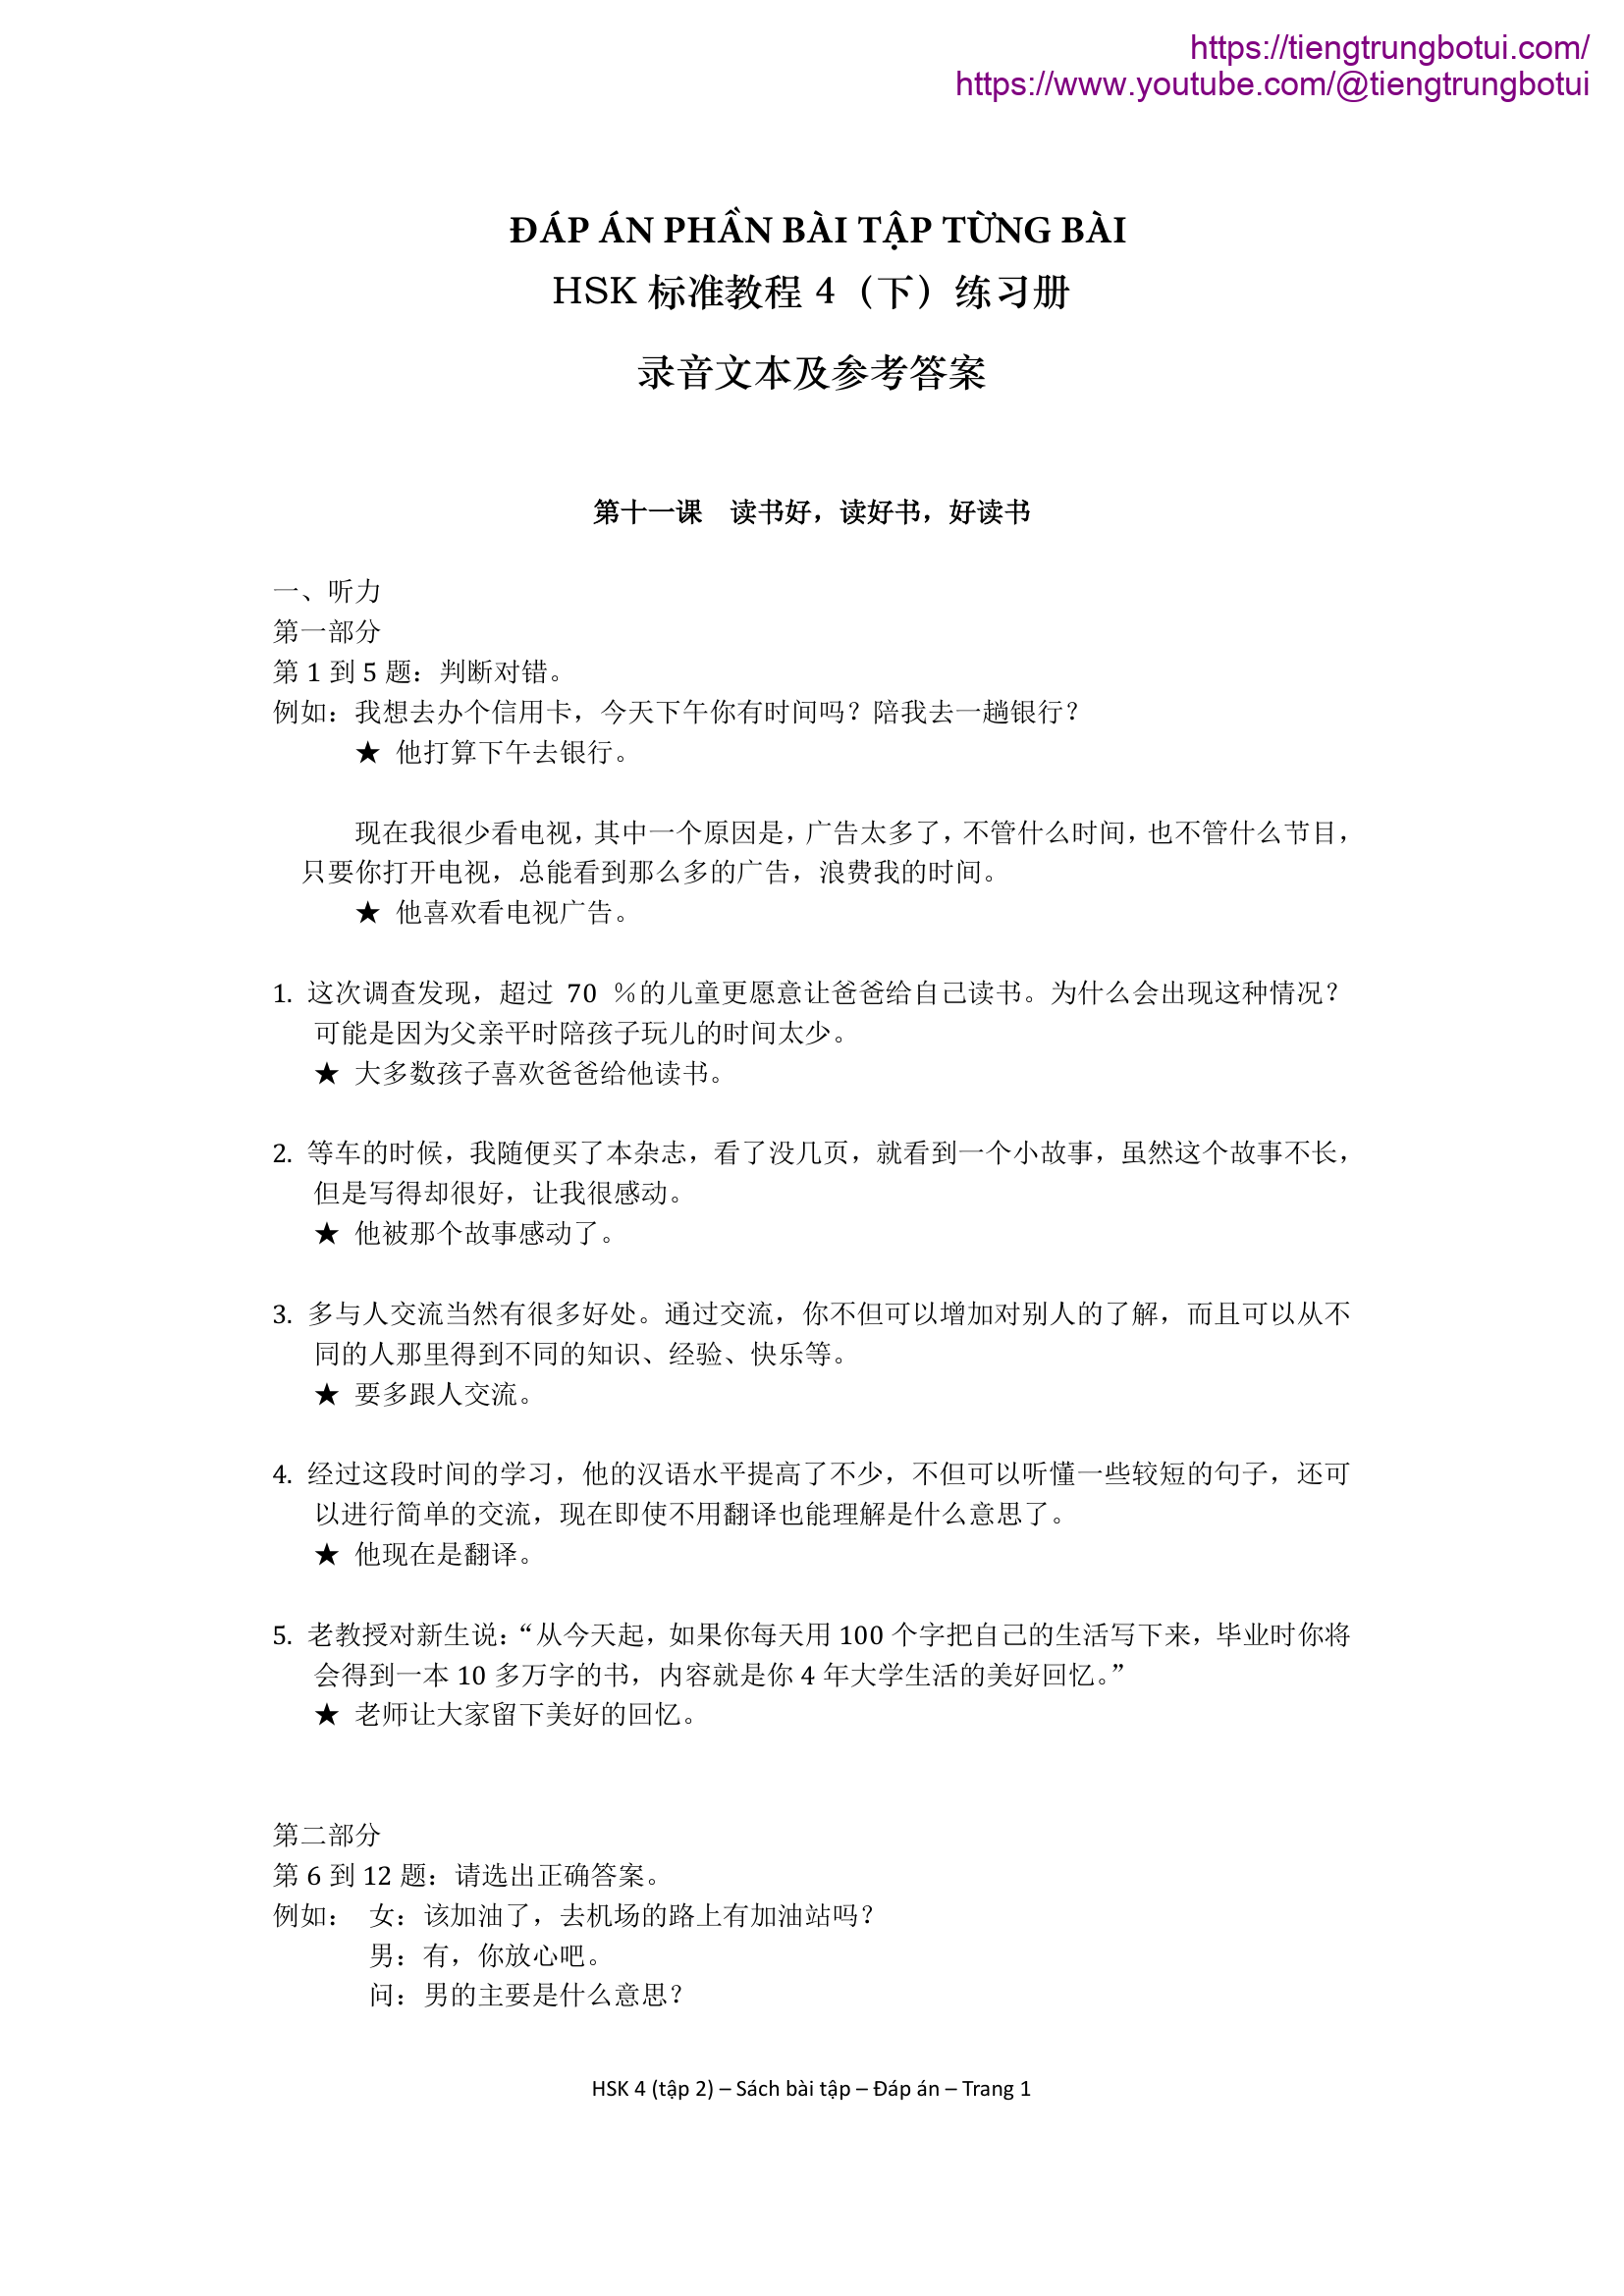 https://tiengtrungbotui.com/
https://www.youtube.com/@tiengtrungbotui
ĐÁP ÁN PHẦN BÀI TẬP TỪNG BÀI
HSK 标准教程 4（下）练习册
录音文本及参考答案
第十一课　读书好，读好书，好读书
一、听力
第一部分
第 1 到 5 题：判断对错。
例如：我想去办个信用卡，今天下午你有时间吗？陪我去一趟银行？
★ 他打算下午去银行。
现在我很少看电视，其中一个原因是，广告太多了，不管什么时间，也不管什么节目，
只要你打开电视，总能看到那么多的广告，浪费我的时间。
★ 他喜欢看电视广告。
1. 这次调查发现，超过 70 %的儿童更愿意让爸爸给自己读书。为什么会出现这种情况？
可能是因为父亲平时陪孩子玩儿的时间太少。
★ 大多数孩子喜欢爸爸给他读书。
2. 等车的时候，我随便买了本杂志，看了没几页，就看到一个小故事，虽然这个故事不长，
但是写得却很好，让我很感动。
★ 他被那个故事感动了。
3. 多与人交流当然有很多好处。通过交流，你不但可以增加对别人的了解，而且可以从不
同的人那里得到不同的知识、经验、快乐等。
★ 要多跟人交流。
4. 经过这段时间的学习，他的汉语水平提高了不少，不但可以听懂一些较短的句子，还可
以进行简单的交流，现在即使不用翻译也能理解是什么意思了。
★ 他现在是翻译。
5. 老教授对新生说：“从今天起，如果你每天用 100 个字把自己的生活写下来，毕业时你将
会得到一本 10 多万字的书，内容就是你 4 年大学生活的美好回忆。”
★ 老师让大家留下美好的回忆。
第二部分
第 6 到 12 题：请选出正确答案。
例如：　女：该加油了，去机场的路上有加油站吗？
男：有，你放心吧。
问：男的主要是什么意思？
HSK 4 (tập 2) – Sách bài tập – Đáp án – Trang 1